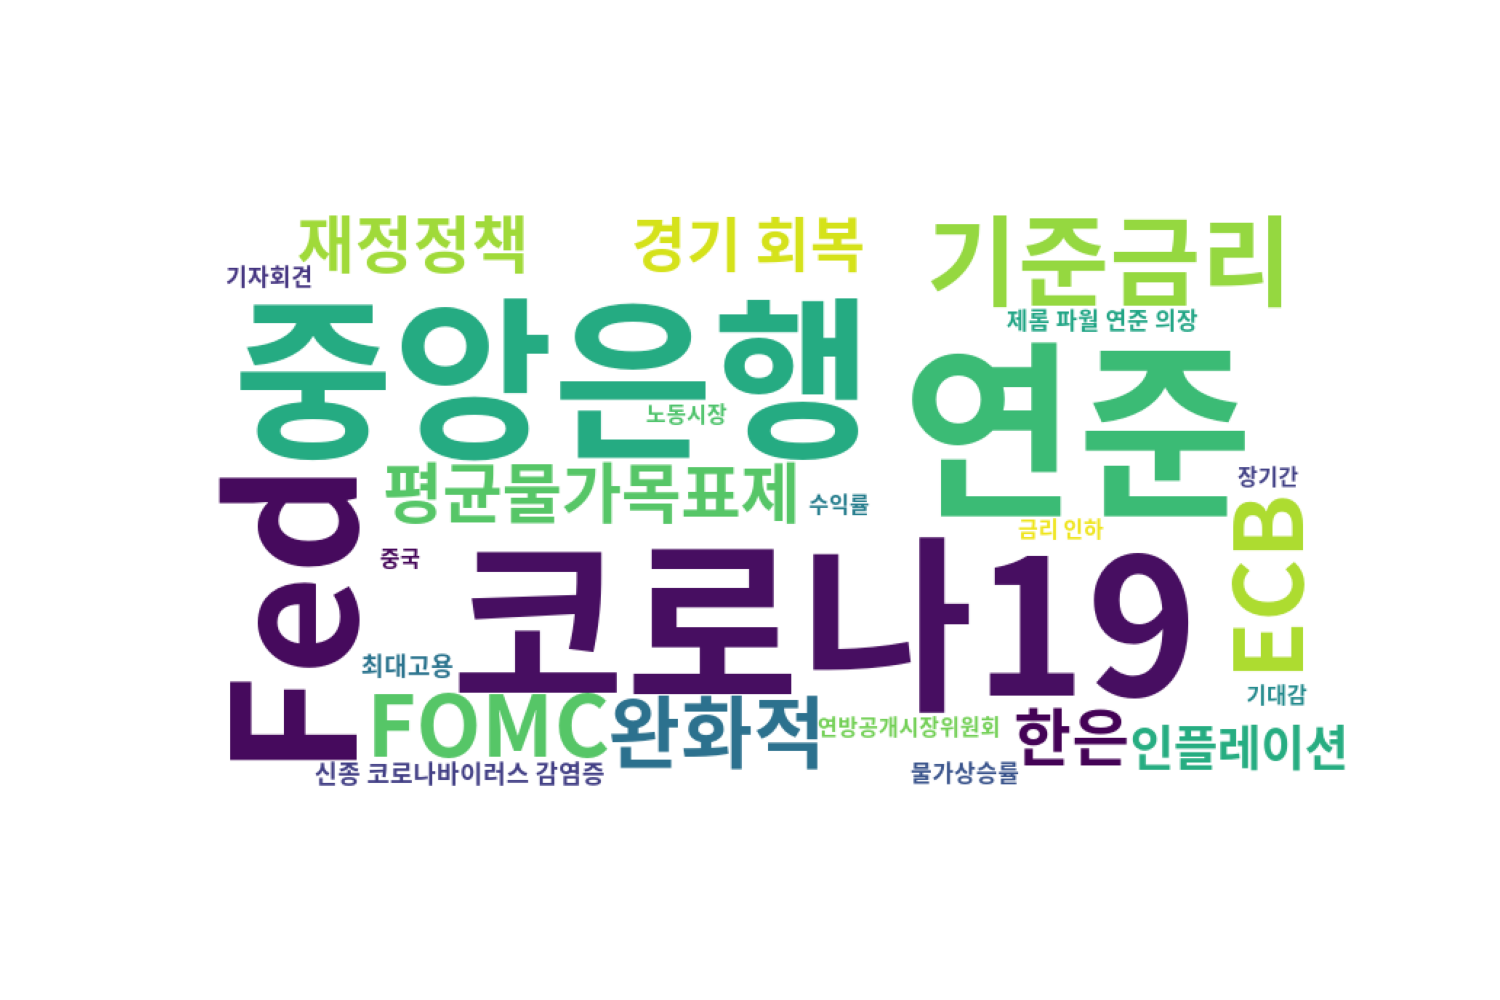 재정정책
경기 회복
기준금리
기자회견
제롬 파월 연준 의장
중앙은행
연준
노동시장
평균물가목표제
수익률
장기간
금리 인하
Fed
중국
코로나19
ECB
최대고용
기대감
FOMC
완화적
연방공개시장위원회
한은
인플레이션
신종 코로나바이러스 감염증
물가상승률